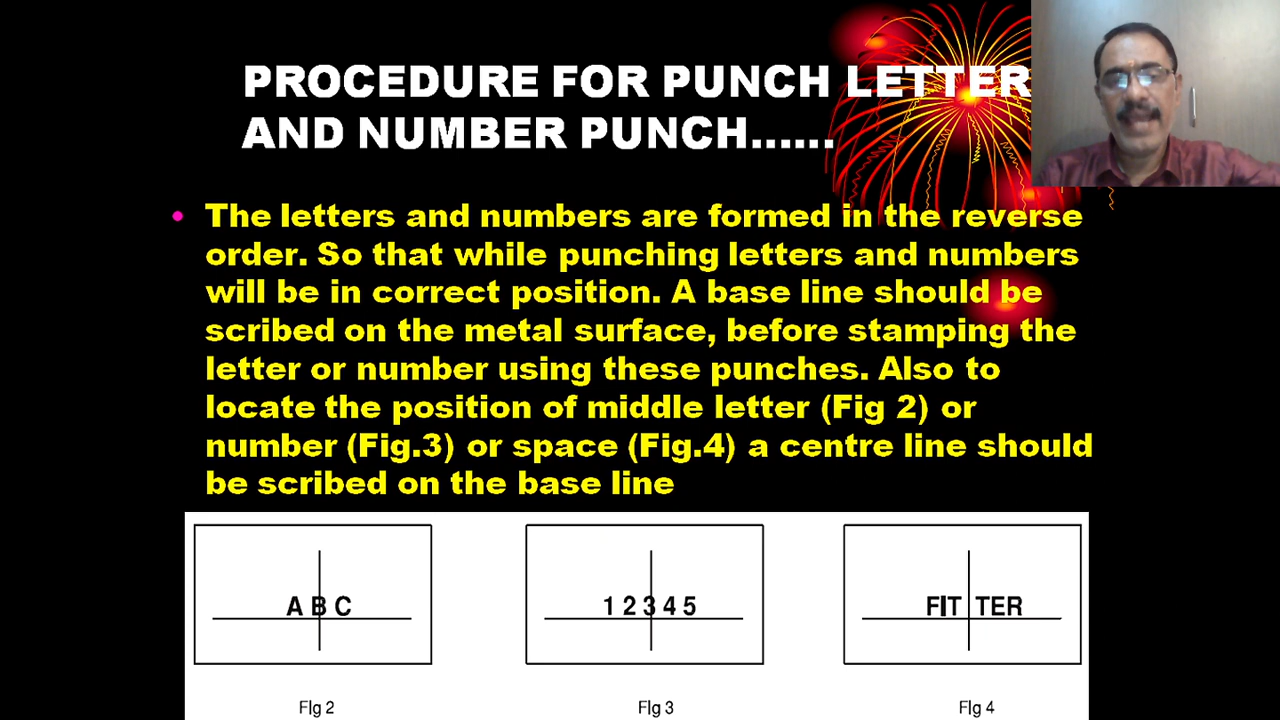 PROCEDURE FOR PUNCH LETTER
AND NUMBER PUNCH......
• The letters and numbers are formed in the reverse
order. So that while punching letters and numbers
will be in correct position. A base line should be
scribed on the metal surface, before stamping the
letter or number using these punches. Also to
locate the position of middle letter (Fig 2) or
number (Fig.3) or space (Fig.4) a centre line should
be scribed on the base line
A B C
1 2 3 4 5
FIT TER
FIg 2
FIg 3
FIg 4